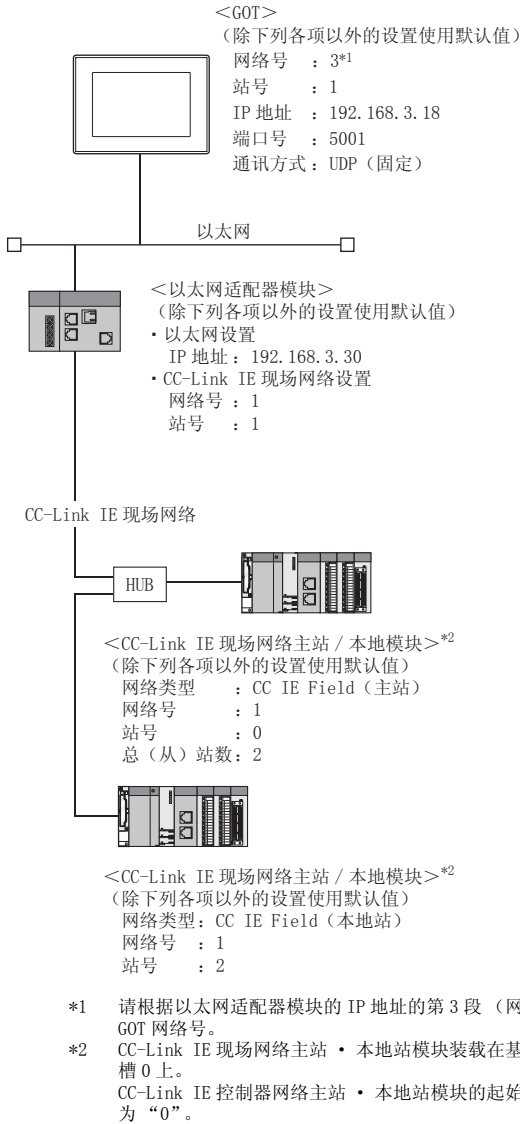 ＜GOT＞
（除下列各项以外的设置使用默认值）
网络号 ：3*1
站号 ：1
IP 地址 ：192.168.3.18
端口号 ：5001
通讯方式：UDP（固定）
以太网
＜以太网适配器模块＞
（除下列各项以外的设置使用默认值）
・以太网设置
IP 地址：192.168.3.30
・CC-Link IE 现场网络设置
网络号 ：1
站号 ：1
CC-Link IE 现场网络
HUB
＜CC-Link IE 现场网络主站 / 本地模块＞*2
（除下列各项以外的设置使用默认值）
网络类型 ：CC IE Field（主站）
网络号 ：1
站号 ：0
总（从）站数：2
＜CC-Link IE 现场网络主站 / 本地模块＞*2
（除下列各项以外的设置使用默认值）
网络类型：CC IE Field（本地站）
网络号 ：1
站号 ：2
*1 请根据以太网适配器模块的 IP 地址的第 3 段 （网
GOT 网络号。
*2 CC-Link IE 现场网络主站 • 本地站模块装载在基
槽 0 上。
CC-Link IE 控制器网络主站 • 本地站模块的起始
为 “0”。